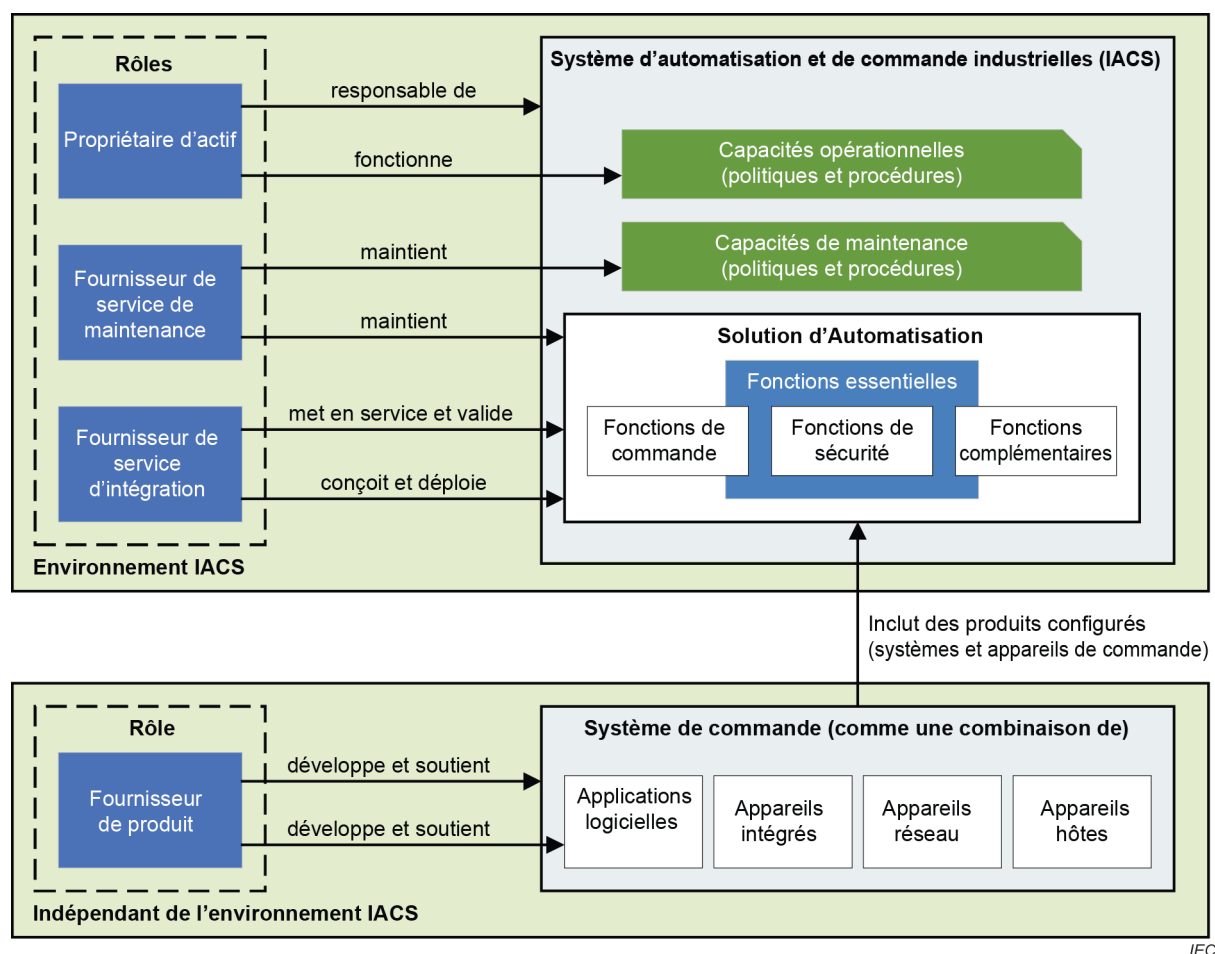 Rôles
Propriétaire d'actif
Fournisseur de
service de
maintenance
Fournisseur de
service
d'intégration
Environnement IACS
responsable de
fonctionne
maintient
maintient
met en service et valide
conçoit et déploie
Système d'automatisation et de commande industrielles (IACS)
Capacités opérationnelles
(politiques et procédures)
Capacités de maintenance
(politiques et procédures)
Solution d'Automatisation
Fonctions essentielles
Fonctions de
commande
Fonctions de
sécurité
Fonctions
complémentaires
Inclut des produits configurés
(systèmes et appareils de commande)
Rôle
Fournisseur
de produit
Indépendant de l'environnement IACS
développe et soutient
développe et soutient
Système de commande (comme une combinaison de)
Applications
logicielles
Appareils
intégrés
Appareils
réseau
Appareils
hôtes
IEC